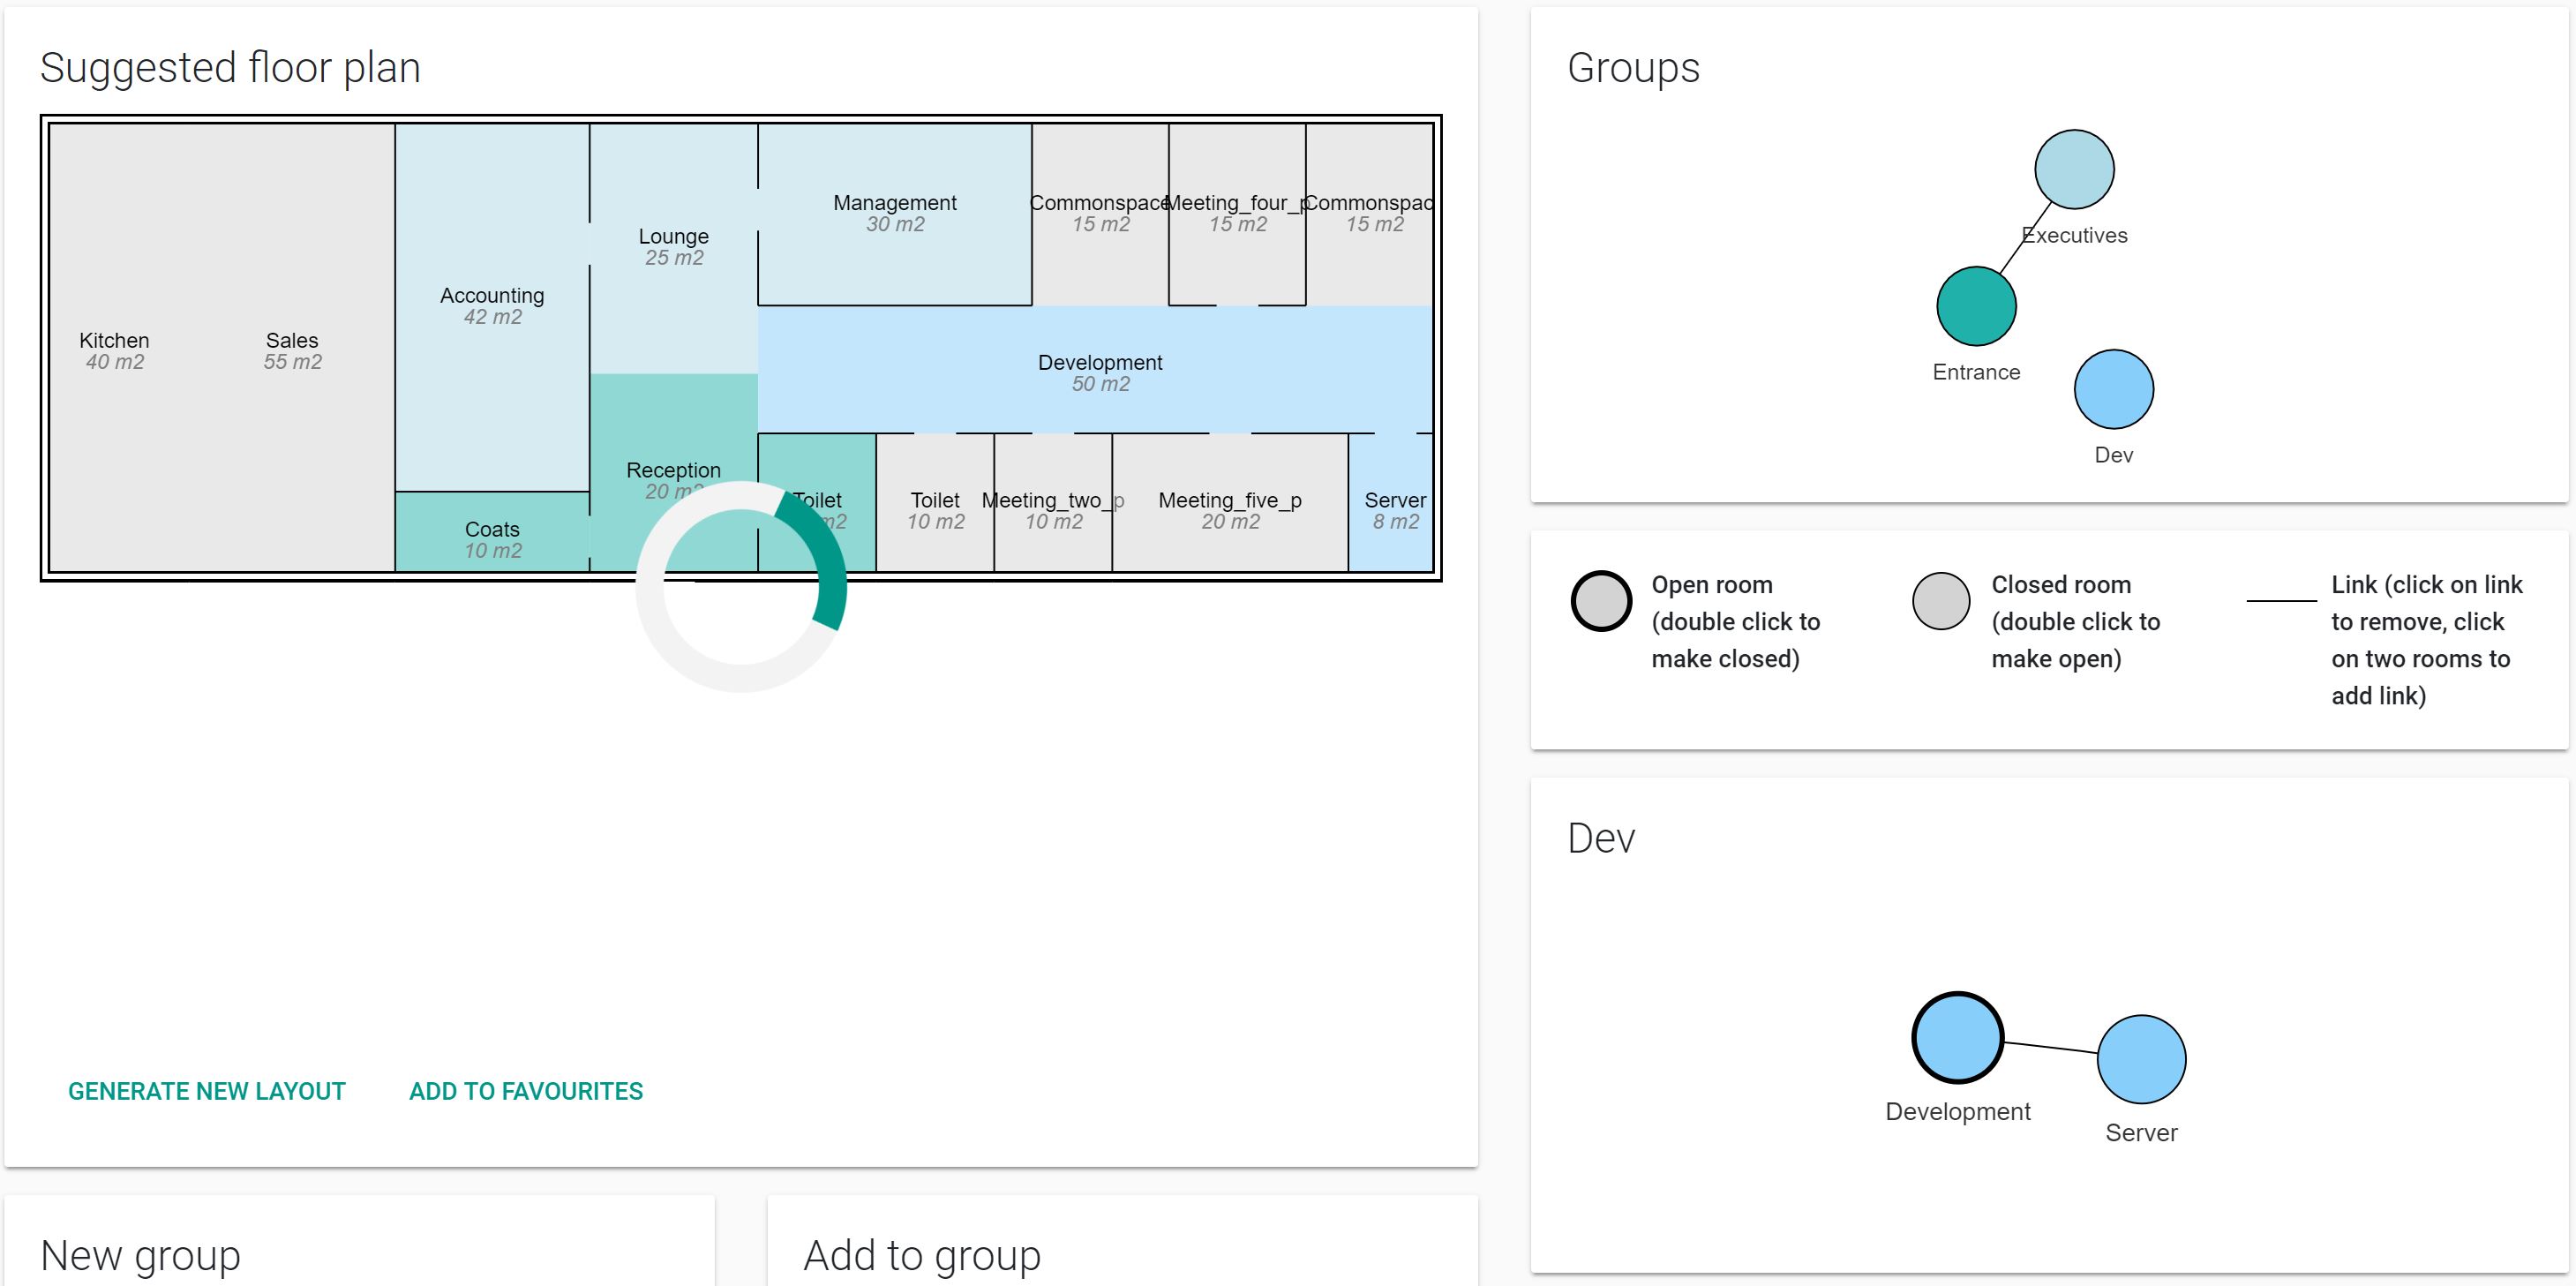 Suggested floor plan
Kitchen
40 m2
Sales
55 m2
Accounting
42 m2
Coats
10 m2
Lounge
25 m2
Reception
20 m2
Management
30 m2
Commonspace
15 m2
Meeting_four_p
15 m2
Commonspac
15 m2
Development
50 m2
Toilet
m2
Toilet
10 m2
Meeting_two_p
10 m2
Meeting_five_p
20 m2
Server
8 m2
GENERATE NEW LAYOUT
ADD TO FAVOURITES
New group
Add to group
Groups
Executives
Entrance
Dev
Open room
(double click to
make closed)
Closed room
(double click to
make open)
Link (click on link
to remove, click
on two rooms to
add link)
Dev
Development
Server